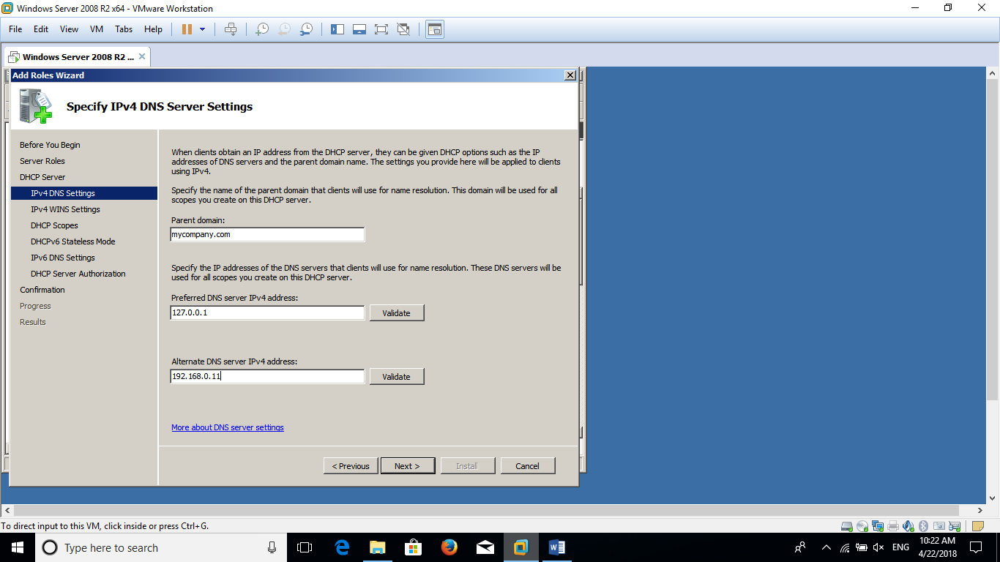 Windows Server 2008 R2 x64 - VMware Workstation
File Edit View VM Tabs Help
Windows Server 2008 R2 ...
Add Roles Wizard
Specify IPv4 DNS Server Settings
Before You Begin
Server Roles
DHCP Server
IPv4 DNS Settings
IPv4 WINS Settings
DHCP Scopes
DHCPv6 Stateless Mode
IPv6 DNS Settings
DHCP Server Authorization
Confirmation
Progress
Results
When clients obtain an IP address from the DHCP server, they can be given DHCP options such as the IP
addresses of DNS servers and the parent domain name. The settings you provide here will be applied to clients
using IPv4.
Specify the name of the parent domain that clients will use for name resolution. This domain will be used for all
scopes you create on this DHCP server.
Parent domain:
mycompany.com
Specify the IP addresses of the DNS servers that clients will use for name resolution. These DNS servers will be
used for all scopes you create on this DHCP server.
Preferred DNS server IPv4 address:
127.0.0.1
Validate
Alternate DNS server IPv4 address:
192.168.0.11
Validate
More about DNS server settings
< Previous
Next >
Install
Cancel
To direct input to this VM, click inside or press Ctrl+G.
Type here to search
ENG
10:22 AM
4/22/2018